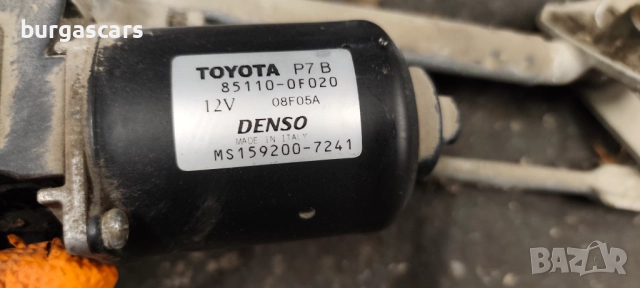 burgascars
TOYOTA P7B
85110-0F020
12V 08F05A
DENSO
MADE IN ITALY
MS159200-7241
BAZAR